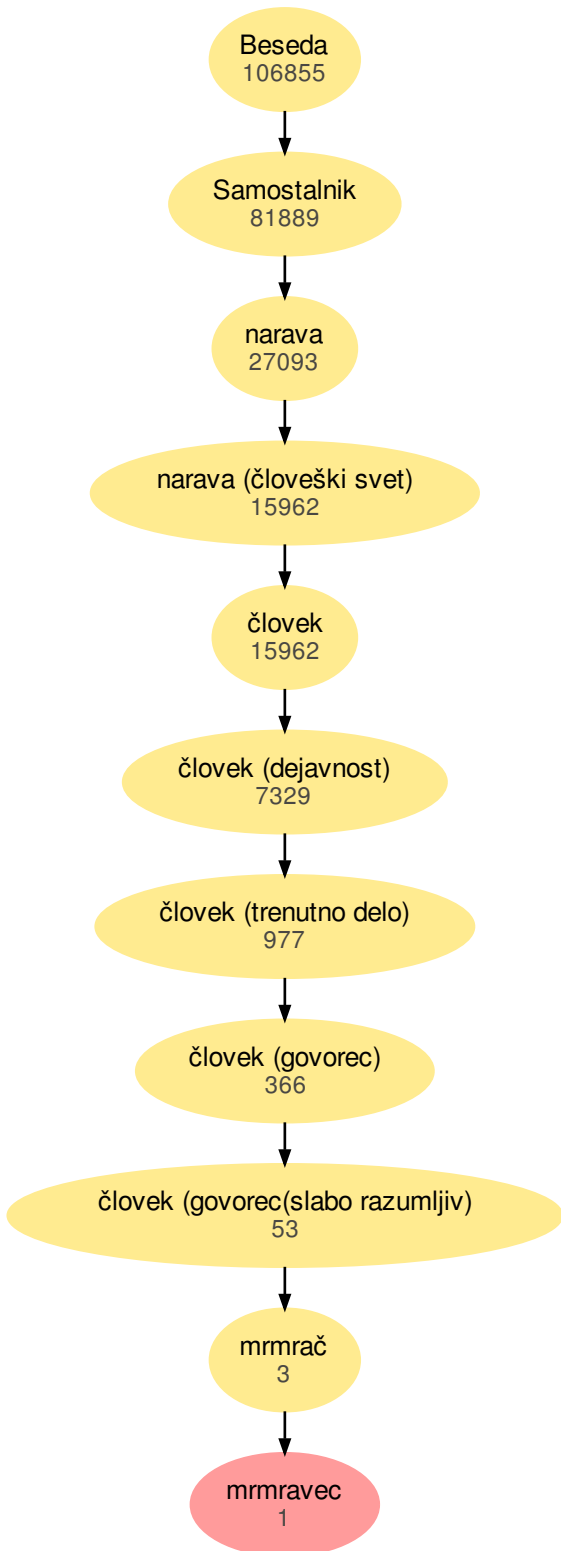 Beseda
106855
Samostalnik
81889
narava
27093
narava (človeški svet)
15962
človek
15962
človek (dejavnost)
7329
človek (trenutno delo)
977
človek (govorec)
366
človek (govorec(slabo razumljiv)
53
mrmrač
3
mrmravec
1